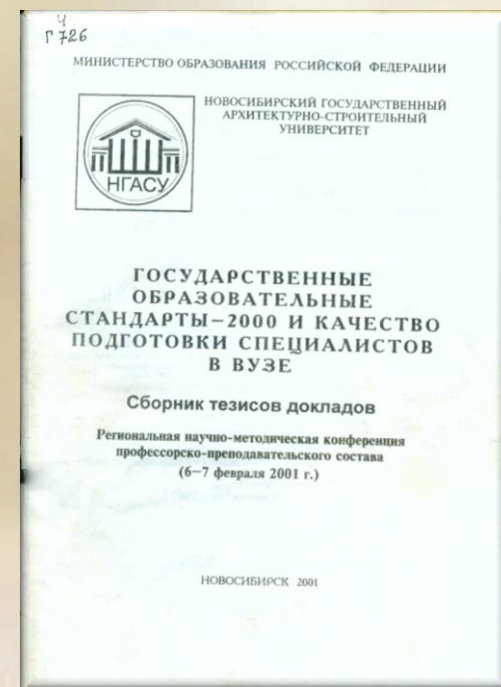 Ч
Г 726
МИНИСТЕРСТВО ОБРАЗОВАНИЯ РОССИЙСКОЙ ФЕДЕРАЦИИ
НОВОСИБИРСКИЙ ГОСУДАРСТВЕННЫЙ
АРХИТЕКТУРНО-СТРОИТЕЛЬНЫЙ
УНИВЕРСИТЕТ
НГАСУ
ГОСУДАРСТВЕННЫЕ
ОБРАЗОВАТЕЛЬНЫЕ
СТАНДАРТЫ–2000 И КАЧЕСТВО
ПОДГОТОВКИ СПЕЦИАЛИСТОВ
В ВУЗЕ
Сборник тезисов докладов
Региональная научно-методическая конференция
профессорско-преподавательского состава
(6–7 февраля 2001 г.)
НОВОСИБИРСК 2001